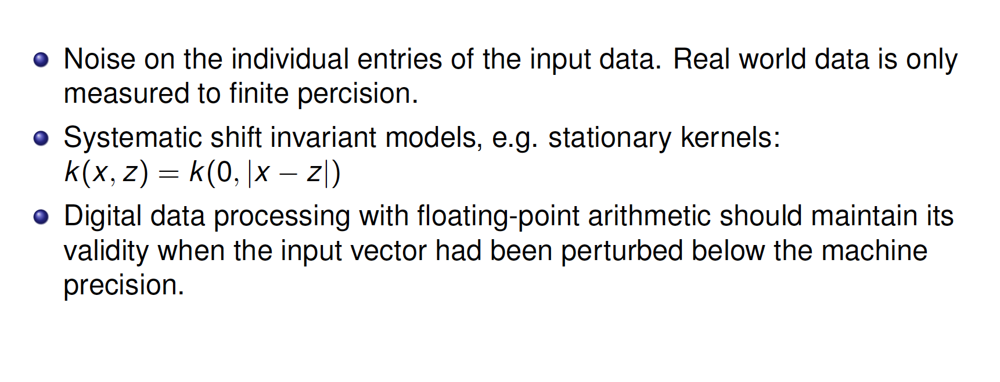 Noise on the individual entries of the input data. Real world data is only
measured to finite percision.
Systematic shift invariant models, e.g. stationary kernels:
k(x, z) = k(0, |x − z|)
Digital data processing with floating-point arithmetic should maintain its
validity when the input vector had been perturbed below the machine
precision.